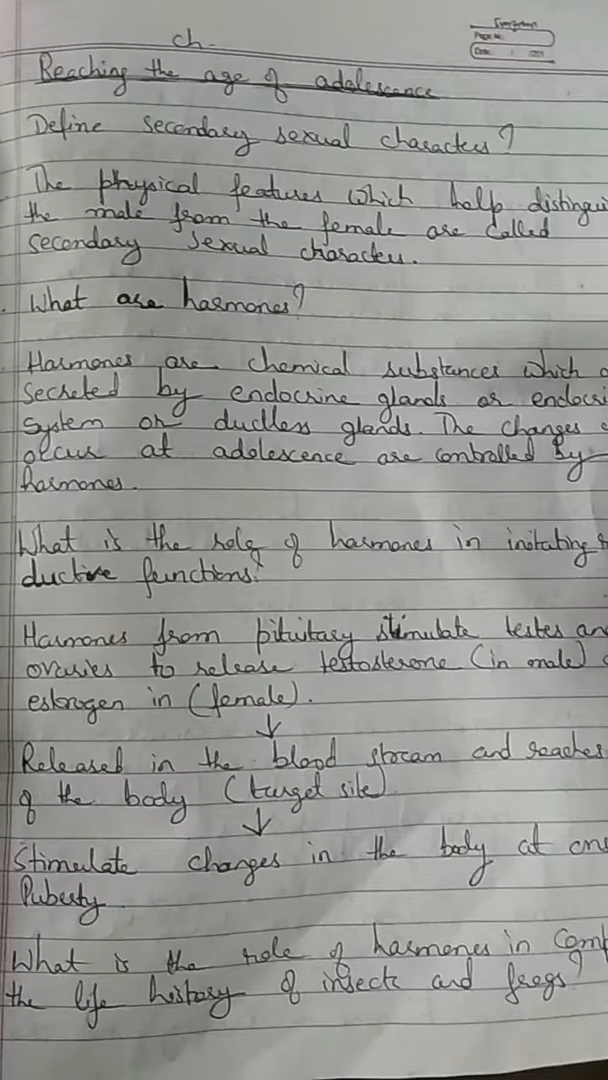 Page No.
Date:
ch-
Reaching the age of adolescence
Define secondary sexual characters?
The physical features which help distingui
the male from the female are called
secondary sexual characters.
What are harmones?
Harmones are chemical substances which
secreted by endocrine glands or endocri
system or ductless glands. The changes
occur at adolescence are controlled by
harmones.
What is the role of harmones in initating
ductive functions?
Harmones from pituitary stimulate testes an
ovaries to release testosterone (in male)
estrogen in (female).
↓
Released in the blood stream and reaches
of the body (target site)
↓
Stimulate changes in the body at ons
Puberty.
What is the role of harmones in comp
the life history of insects and frogs?